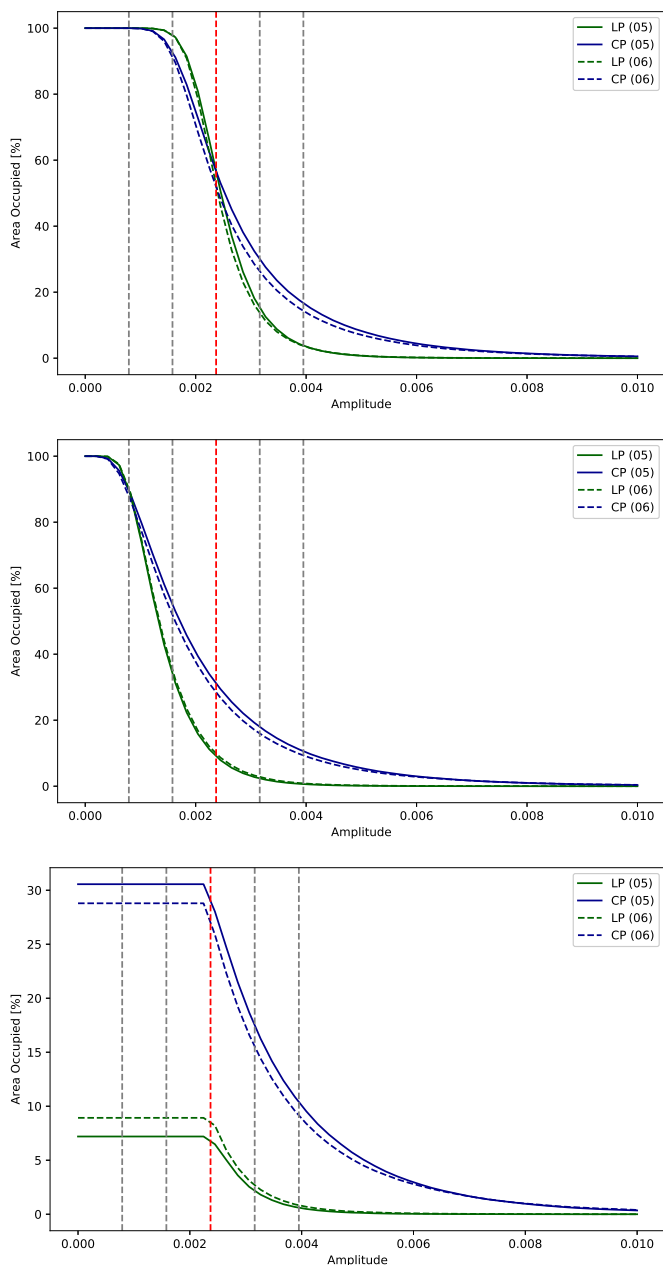 100
80
60
40
20
0
Area Occupied [%]
LP (05)
CP (05)
LP (06)
CP (06)
0.000 0.002 0.004 0.006 0.008 0.010
Amplitude
100
80
60
40
20
0
Area Occupied [%]
LP (05)
CP (05)
LP (06)
CP (06)
0.000 0.002 0.004 0.006 0.008 0.010
Amplitude
30
25
20
15
10
5
0
Area Occupied [%]
LP (05)
CP (05)
LP (06)
CP (06)
0.000 0.002 0.004 0.006 0.008 0.010
Amplitude